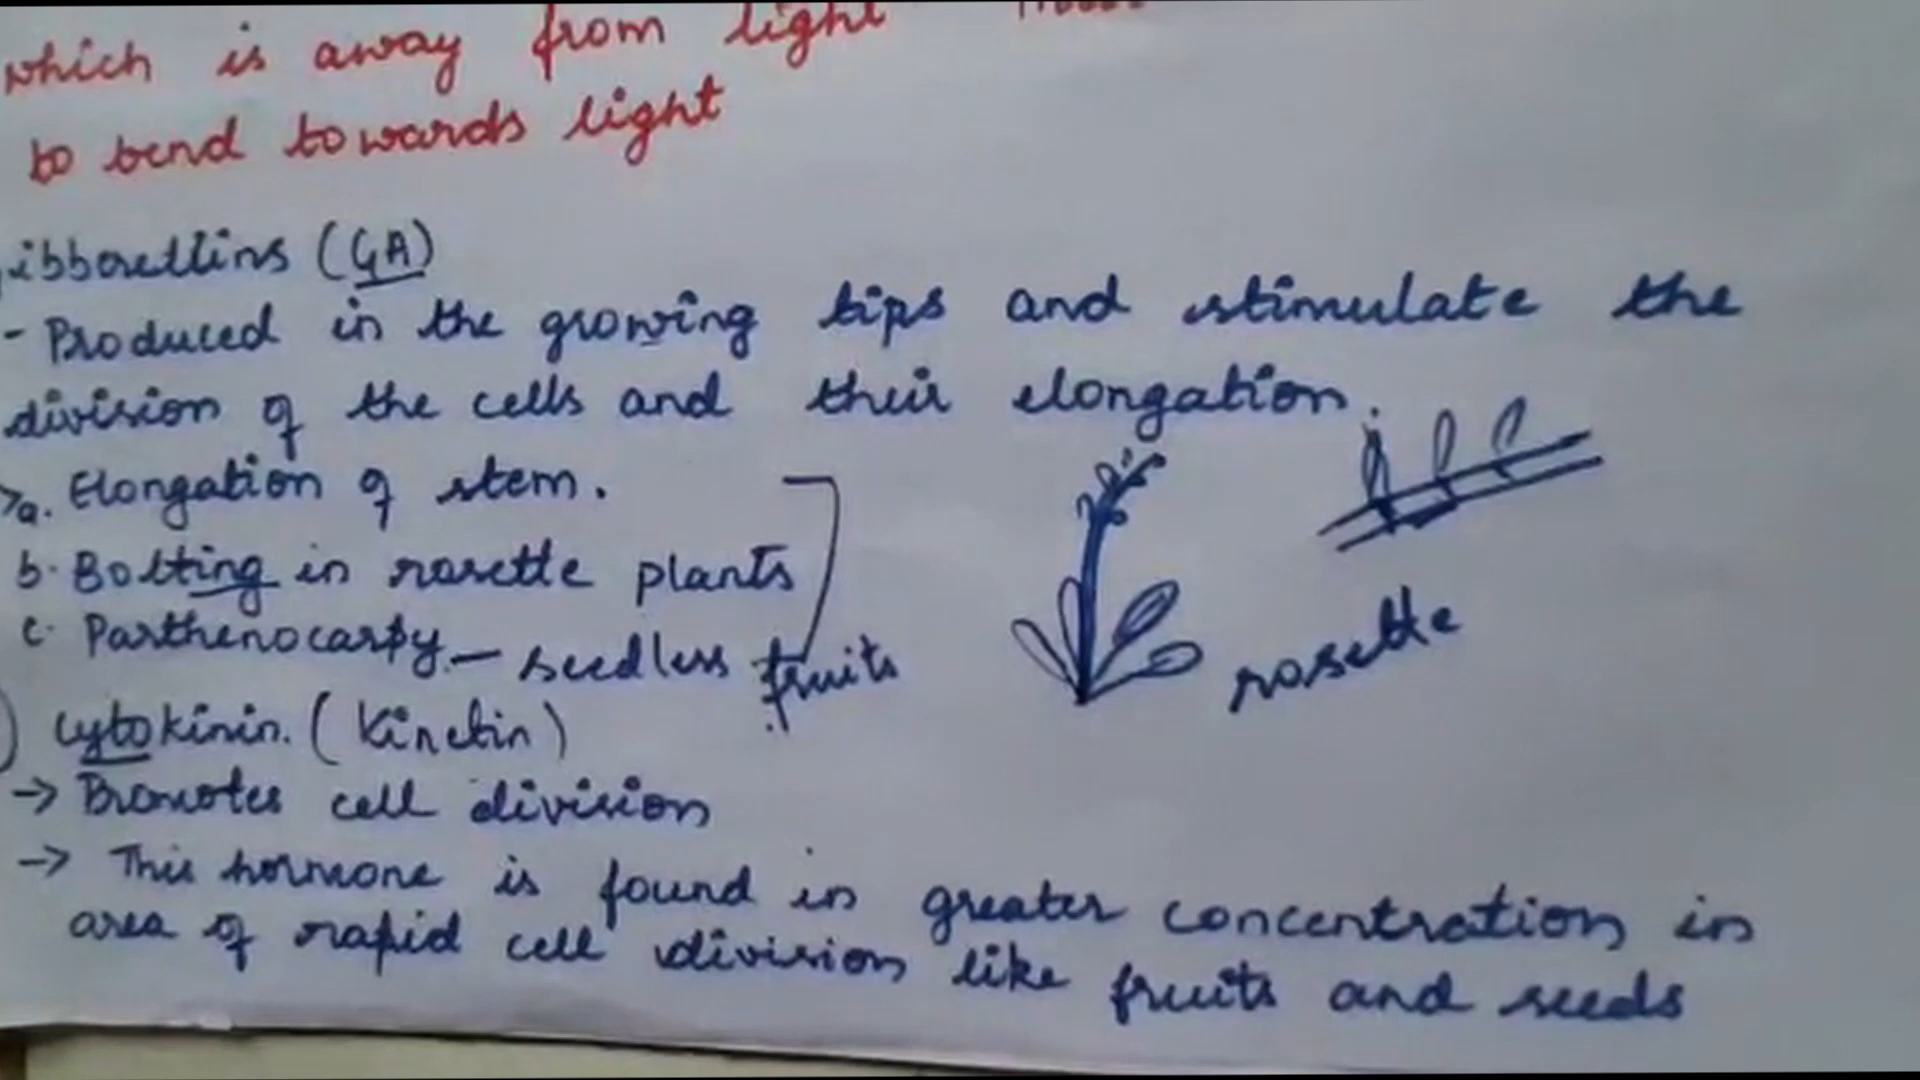 which is away from light
to bend towards light
ibberellins (GA)
- Produced in the growing tips and stimulate the
division of the cells and their elongation.
a. Elongation of stem.
b. Bolting in rosette plants
c. Parthenocarpy - seedless fruits
rosette
Cytokinin. (Kinetin)
→ Promotes cell division
→ This hormone is found in greater concentration in
area of rapid cell division like fruits and seeds